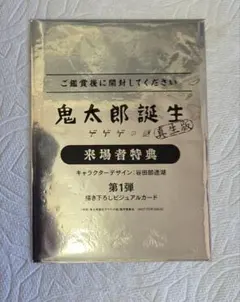 ご鑑賞後に開封してください
鬼太郎誕生
ゲゲゲの謎
真生版
来場者特典
キャラクターデザイン:谷田部透湖
第1弾
描き下ろしビジュアルカード